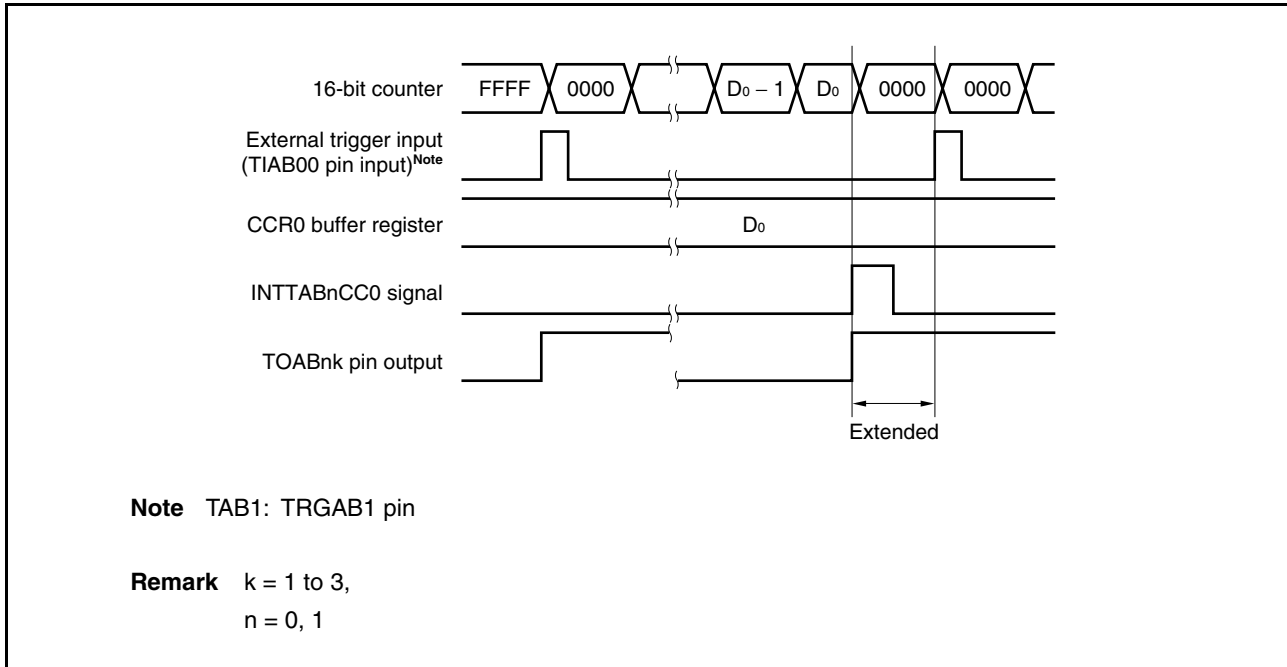 16-bit counter FFFF 0000 D0 – 1 D0 0000 0000
External trigger input
(TIAB00 pin input)Note
CCR0 buffer register D0
INTTABnCC0 signal
TOABnk pin output
Extended
Note TAB1: TRGAB1 pin
Remark k = 1 to 3,
n = 0, 1